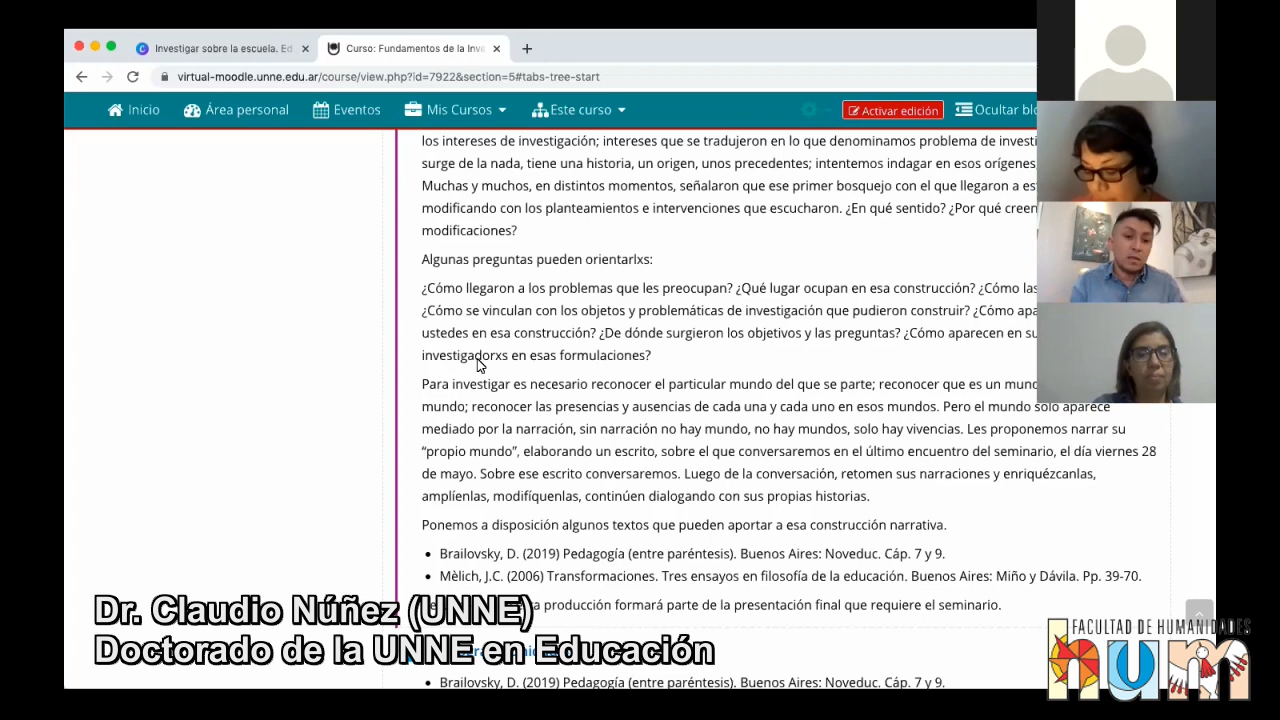 Investigar sobre la escuela. Ed
Curso: Fundamentos de la Inve
virtual-moodle.unne.edu.ar/course/view.php?id=7922&section=5#tabs-tree-start
Inicio
Área personal
Eventos
Mis Cursos
Este curso
Activar edición
Ocultar blo
los intereses de investigación; intereses que se tradujeron en lo que denominamos problema de investi
surge de la nada, tiene una historia, un origen, unos precedentes; intentemos indagar en esos orígenes,
Muchas y muchos, en distintos momentos, señalaron que ese primer bosquejo con el que llegaron a es
modificando con los planteamientos e intervenciones que escucharon. ¿En qué sentido? ¿Por qué creen
modificaciones?
Algunas preguntas pueden orientarlxs:
¿Cómo llegaron a los problemas que les preocupan? ¿Qué lugar ocupan en esa construcción? ¿Cómo las
¿Cómo se vinculan con los objetos y problemáticas de investigación que pudieron construir? ¿Cómo apa
ustedes en esa construcción? ¿De dónde surgieron los objetivos y las preguntas? ¿Cómo aparecen en su
investigadorxs en esas formulaciones?
Para investigar es necesario reconocer el particular mundo del que se parte; reconocer que es un mund
mundo; reconocer las presencias y ausencias de cada una y cada uno en esos mundos. Pero el mundo solo aparece
mediado por la narración, sin narración no hay mundo, no hay mundos, solo hay vivencias. Les proponemos narrar su
“propio mundo”, elaborando un escrito, sobre el que conversaremos en el último encuentro del seminario, el día viernes 28
de mayo. Sobre ese escrito conversaremos. Luego de la conversación, retomen sus narraciones y enriquézcanlas,
amplíenlas, modifíquenlas, continúen dialogando con sus propias historias.
Ponemos a disposición algunos textos que pueden aportar a esa construcción narrativa.
Brailovsky, D. (2019) Pedagogía (entre paréntesis). Buenos Aires: Noveduc. Cáp. 7 y 9.
Mèlich, J.C. (2006) Transformaciones. Tres ensayos en filosofía de la educación. Buenos Aires: Miño y Dávila. Pp. 39-70.
producción formará parte de la presentación final que requiere el seminario.
Dr. Claudio Núñez (UNNE)
Doctorado de la UNNE en Educación
Brailovsky, D. (2019) Pedagogía (entre paréntesis). Buenos Aires: Noveduc. Cáp. 7 y 9.
FACULTAD DE HUMANIDADES
hum